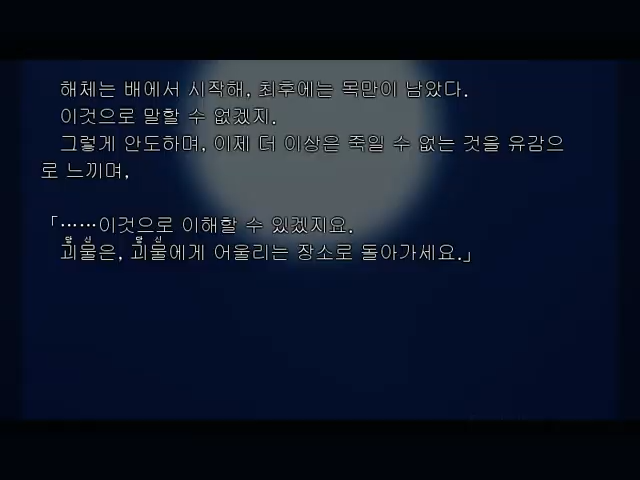 해체는 배에서 시작해, 최후에는 목만이 남았다.
이것으로 말할 수 없겠지.
그렇게 안도하며, 이제 더 이상은 죽일 수 없는 것을 유감으
로 느끼며,
「……이것으로 이해할 수 있겠지요.
괴물은, 괴물에게 어울리는 장소로 돌아가세요.」